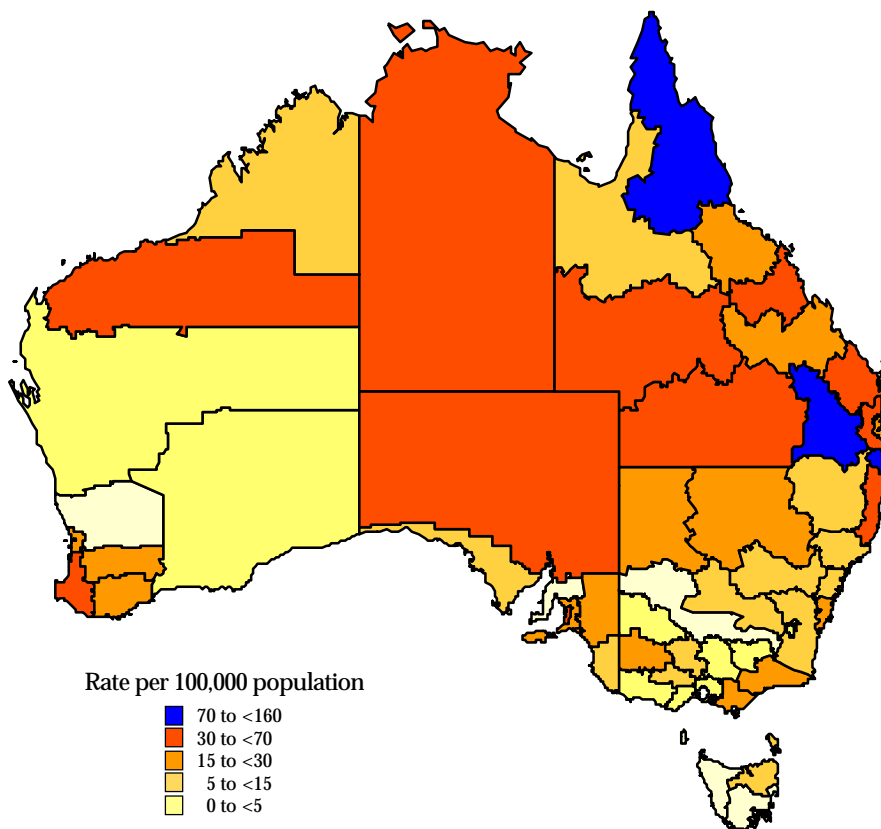 Rate per 100,000 population
70 to <160
30 to <70
15 to <30
5 to <15
0 to <5